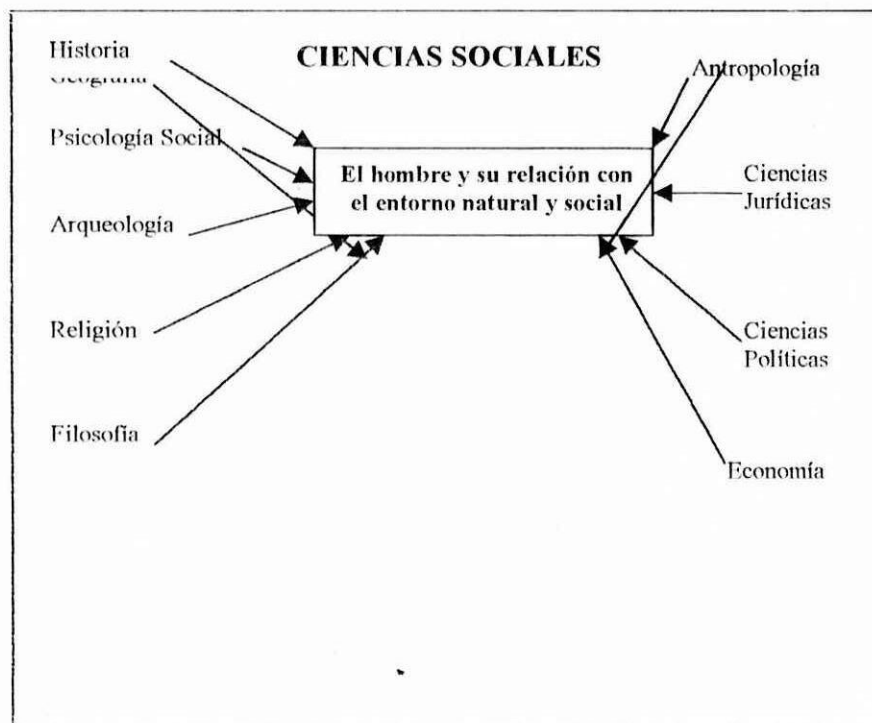 Historia
CIENCIAS SOCIALES
Antropología
Geografía
Psicología Social
El hombre y su relación con
el entorno natural y social
Ciencias
Jurídicas
Arqueología
Religión
Ciencias
Políticas
Filosofía
Economía